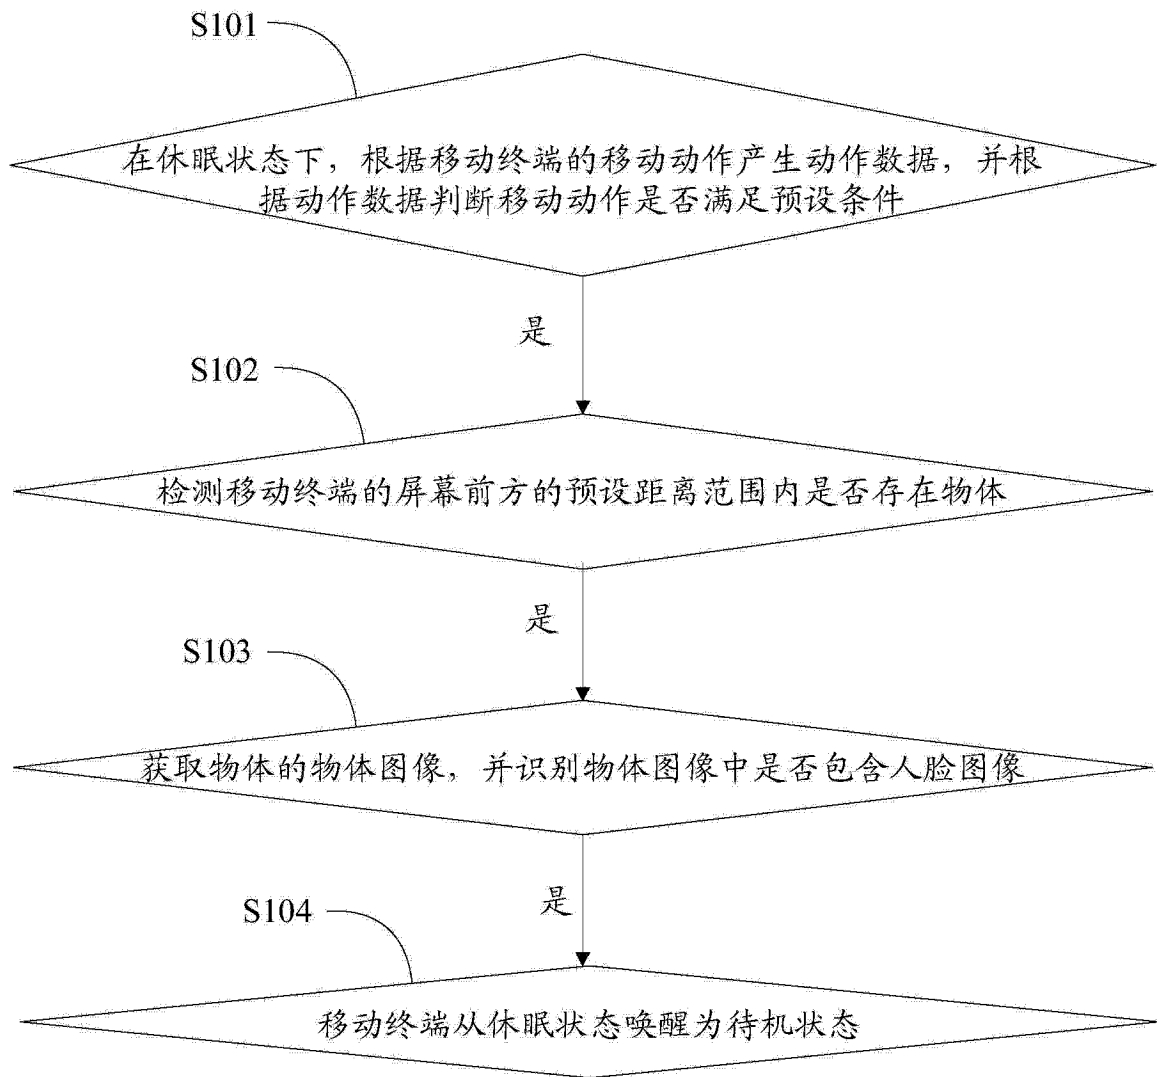 S101
在休眠状态下，根据移动终端的移动动作产生动作数据，并根
据动作数据判断移动动作是否满足预设条件
是
S102
检测移动终端的屏幕前方的预设距离范围内是否存在物体
是
S103
获取物体的物体图像，并识别物体图像中是否包含人脸图像
是
S104
移动终端从休眠状态唤醒为待机状态